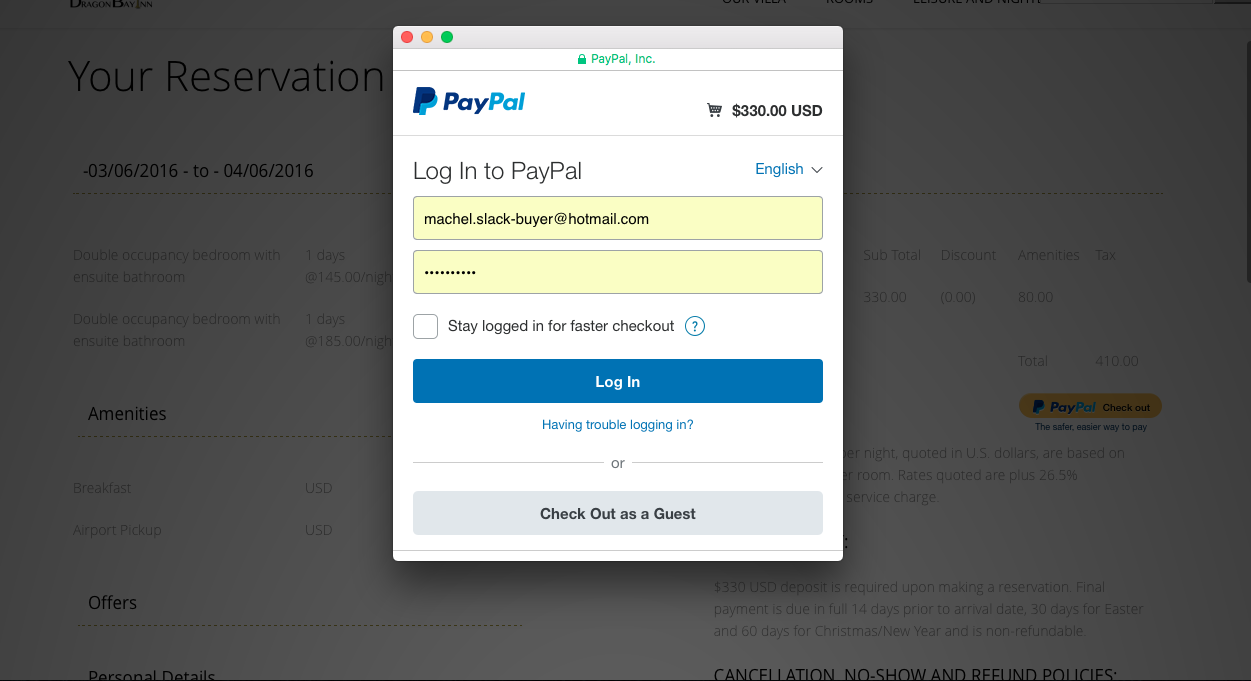 DRAGONBAYINN
OUR VILLA ROOMS LEISURE AND NIGHTL
Your Reservation
-03/06/2016 - to - 04/06/2016
Double occupancy bedroom with
ensuite bathroom
1 days
@145.00/nigh
Double occupancy bedroom with
ensuite bathroom
1 days
@185.00/nigh
Amenities
Breakfast USD
Airport Pickup USD
Offers
Personal Details
PayPal, Inc.
PayPal
$330.00 USD
Log In to PayPal
English
machel.slack-buyer@hotmail.com
••••••••••
Stay logged in for faster checkout ?
Log In
Having trouble logging in?
or
Check Out as a Guest
Sub Total Discount Amenities Tax
330.00 (0.00) 80.00
Total 410.00
PayPal Check out
The safer, easier way to pay
per night, quoted in U.S. dollars, are based on
er room. Rates quoted are plus 26.5%
service charge
:
$330 USD deposit is required upon making a reservation. Final
payment is due in full 14 days prior to arrival date, 30 days for Easter
and 60 days for Christmas/New Year and is non-refundable.
CANCELLATION, NO-SHOW AND REFUND POLICIES: